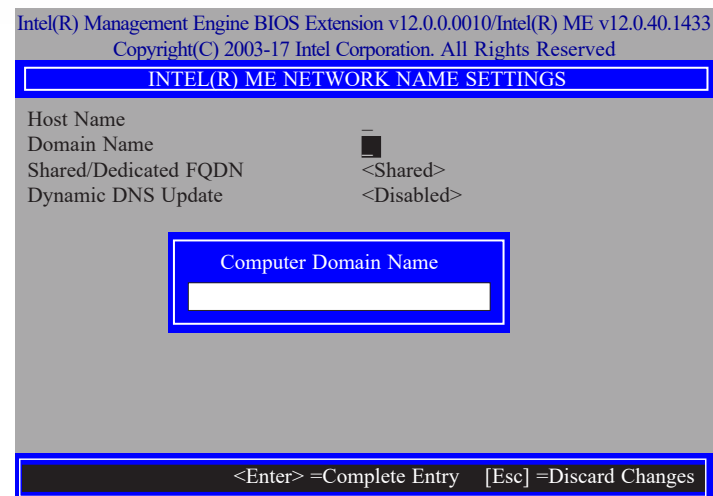 Intel(R) Management Engine BIOS Extension v12.0.0.0010/Intel(R) ME v12.0.40.1433
Copyright(C) 2003-17 Intel Corporation. All Rights Reserved
INTEL(R) ME NETWORK NAME SETTINGS
Host Name _
Domain Name _
Shared/Dedicated FQDN <Shared>
Dynamic DNS Update <Disabled>
Computer Domain Name
<Enter> =Complete Entry [Esc] =Discard Changes